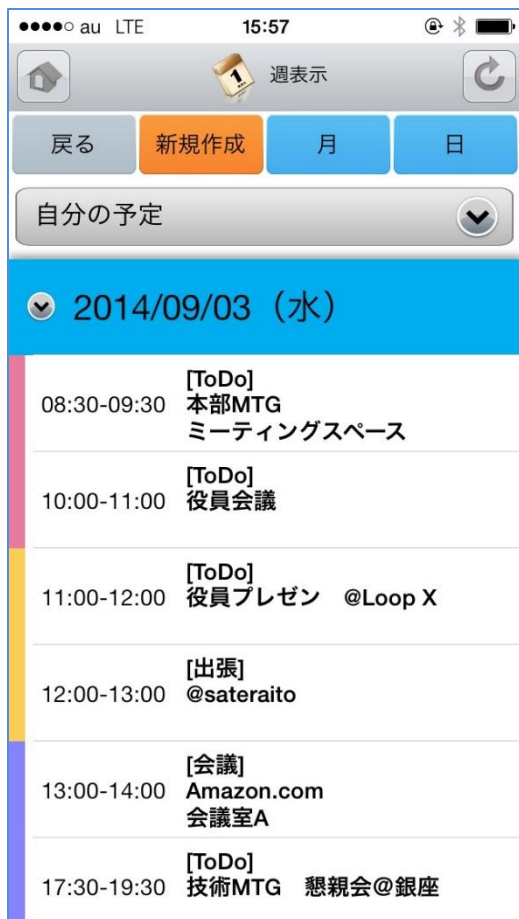 au LTE 15:57
1
週表示
戻る 新規作成 月 日
自分の予定
2014/09/03（水）
[ToDo]
08:30-09:30 本部MTG
ミーティングスペース
[ToDo]
10:00-11:00 役員会議
[ToDo]
11:00-12:00 役員プレゼン　@Loop X
[出張]
12:00-13:00 @sateraito
[会議]
13:00-14:00 Amazon.com
会議室A
[ToDo]
17:30-19:30 技術MTG　懇親会@銀座